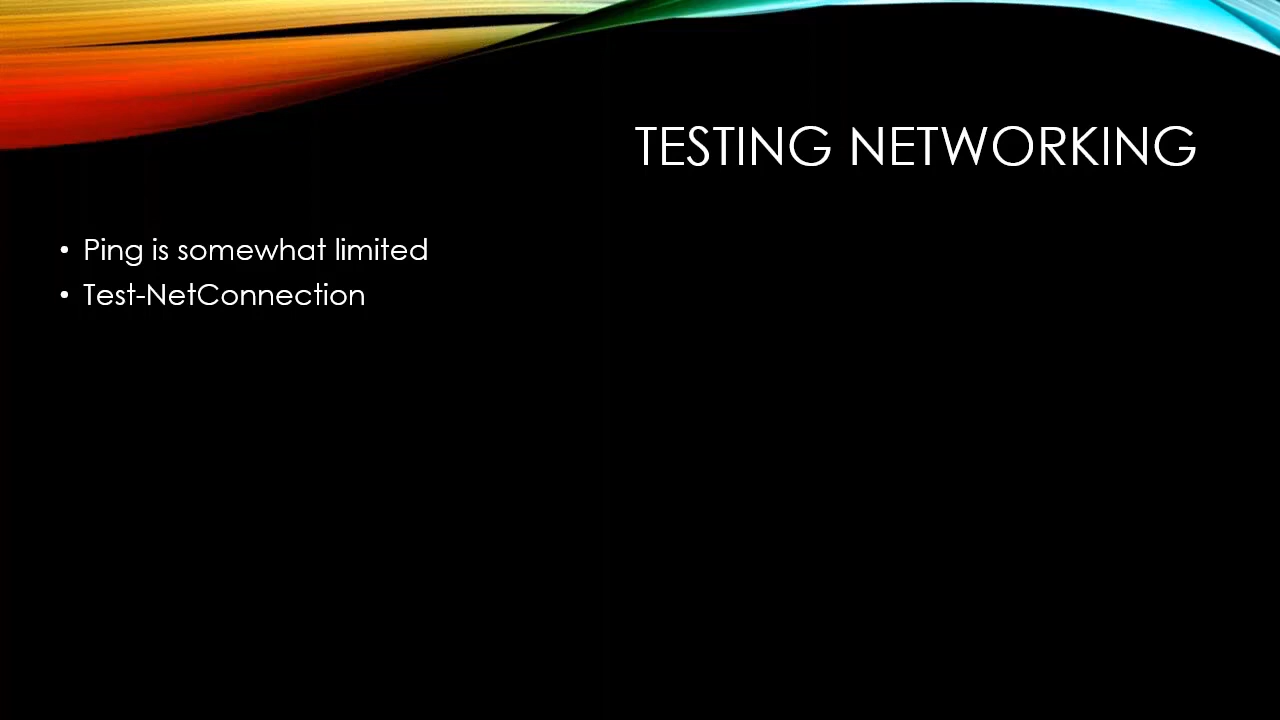 TESTING NETWORKING
• Ping is somewhat limited
• Test-NetConnection